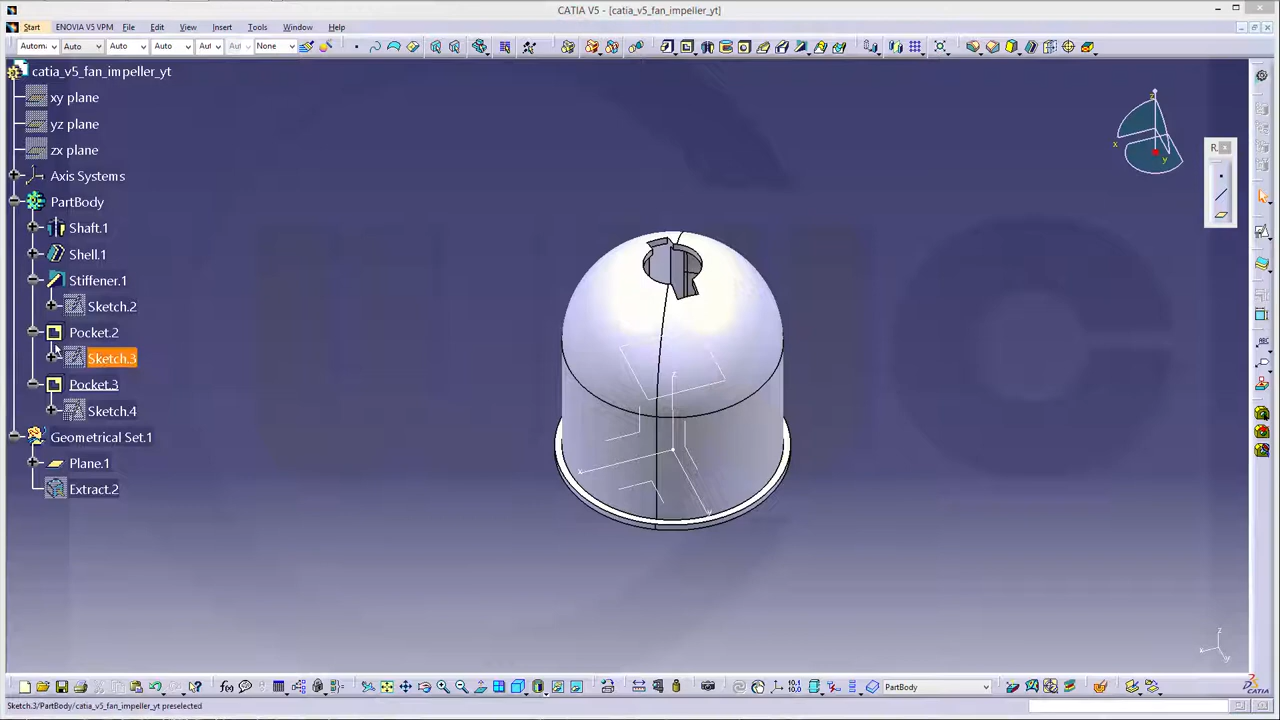 CATIA V5 - [catia_v5_fan_impeller_yt]
Start ENOVIA V5 VPM File Edit View Insert Tools Window Help
Autom Auto Auto Auto Aut Aut None
catia_v5_fan_impeller_yt
xy plane
yz plane
zx plane
Axis Systems
PartBody
Shaft.1
Shell.1
Stiffener.1
Sketch.2
Pocket.2
Sketch.3
Pocket.3
Sketch.4
Geometrical Set.1
Plane.1
Extract.2
z
x
y
R.
z
x
y
z
x
y
PartBody
CATIA
Sketch.3/PartBody/catia_v5_fan_impeller_yt preselected